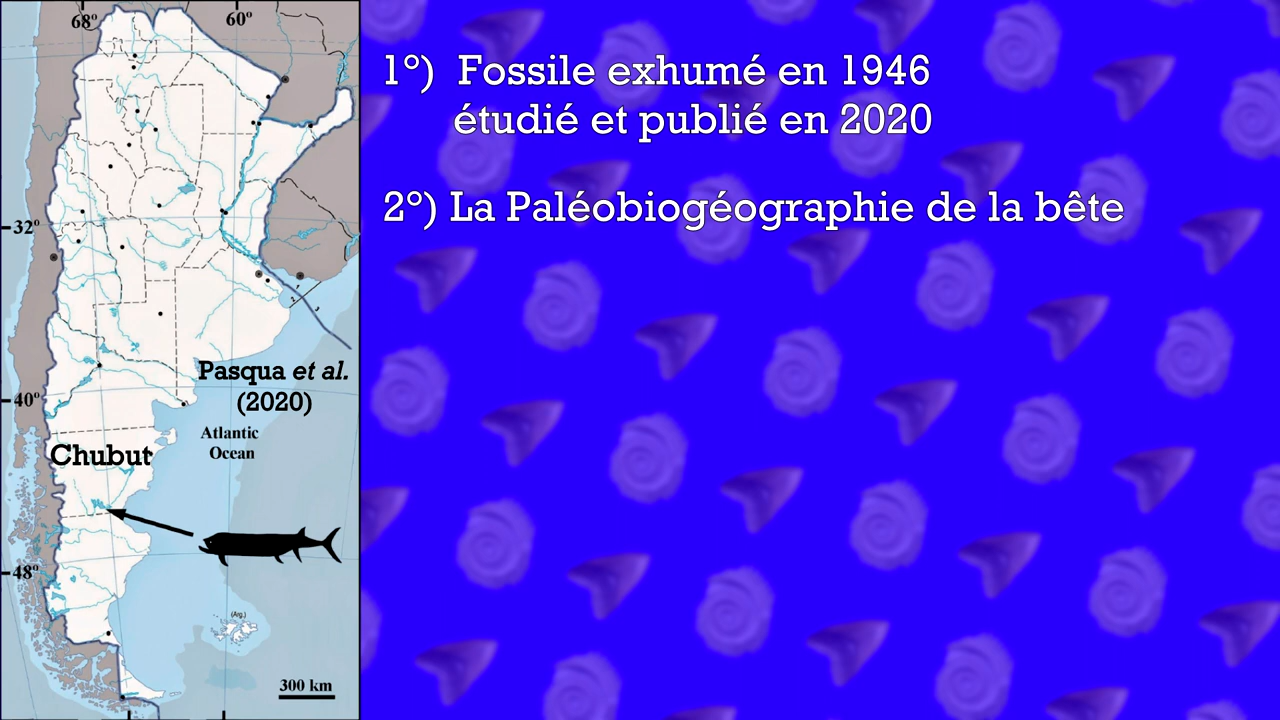 68° 60°
1°) Fossile exhumé en 1946
étudié et publié en 2020
2°) La Paléobiogéographie de la bête
32°
Pasqua et al.
(2020)
40°
Atlantic
Ocean
Chubut
48°
(Arg.)
300 km